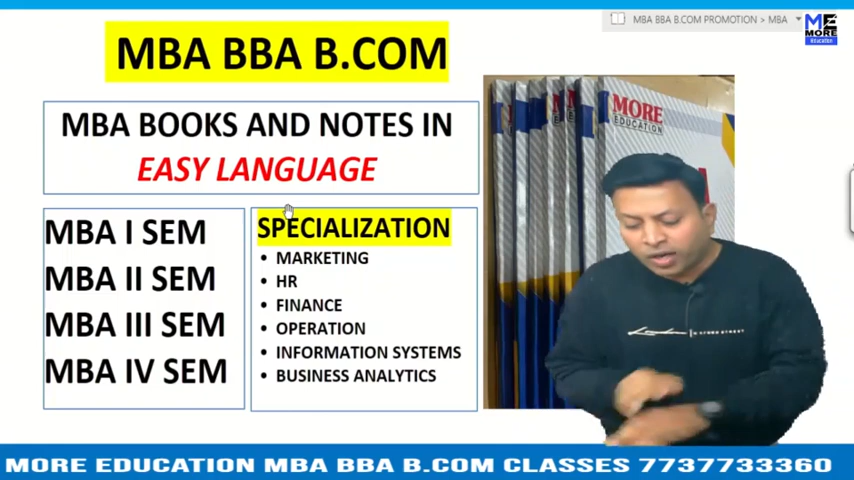 MBA BBA B.COM PROMOTION > MBA
ME
MORE
Education
MBA BBA B.COM
MBA BOOKS AND NOTES IN
EASY LANGUAGE
MORE
EDUCATION
MBA I SEM
MBA II SEM
MBA III SEM
MBA IV SEM
SPECIALIZATION
• MARKETING
• HR
• FINANCE
• OPERATION
• INFORMATION SYSTEMS
• BUSINESS ANALYTICS
MORE EDUCATION MBA BBA B.COM CLASSES 7737733360